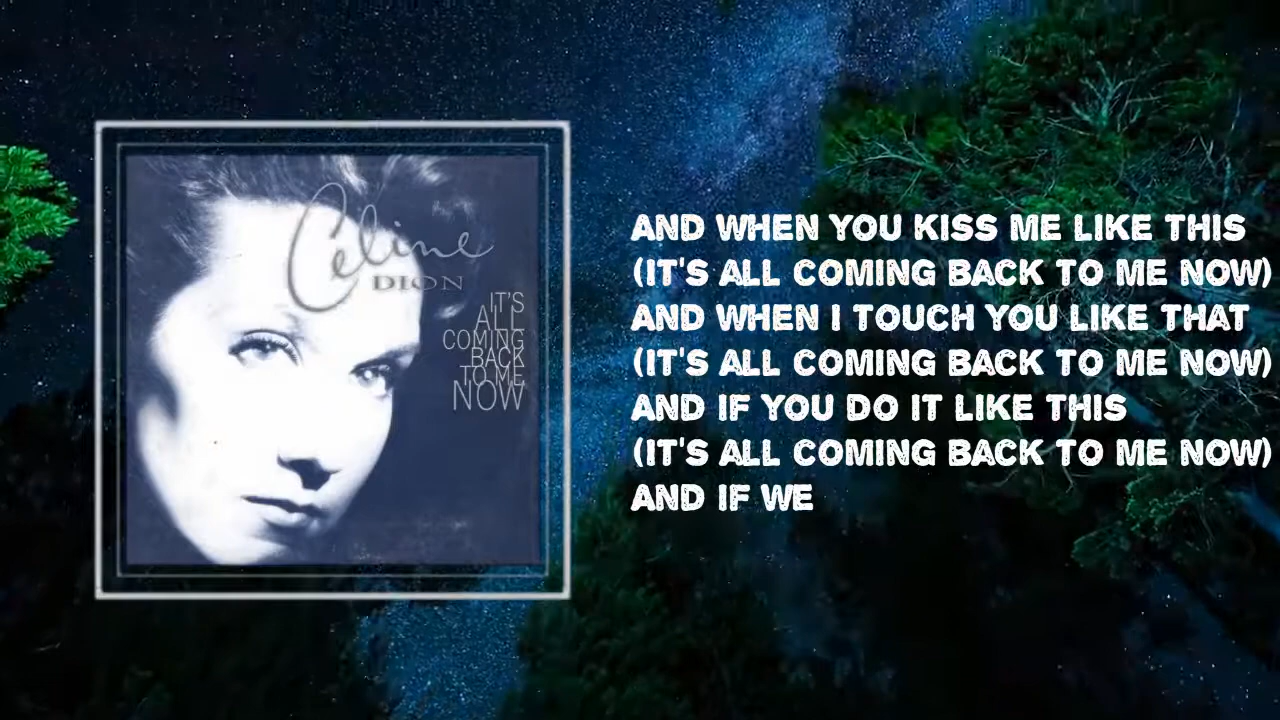 Celine
DION
IT'S
ALL
COMING
BACK
TO ME
NOW
AND WHEN YOU KISS ME LIKE THIS
(IT'S ALL COMING BACK TO ME NOW)
AND WHEN I TOUCH YOU LIKE THAT
(IT'S ALL COMING BACK TO ME NOW)
AND IF YOU DO IT LIKE THIS
(IT'S ALL COMING BACK TO ME NOW)
AND IF WE